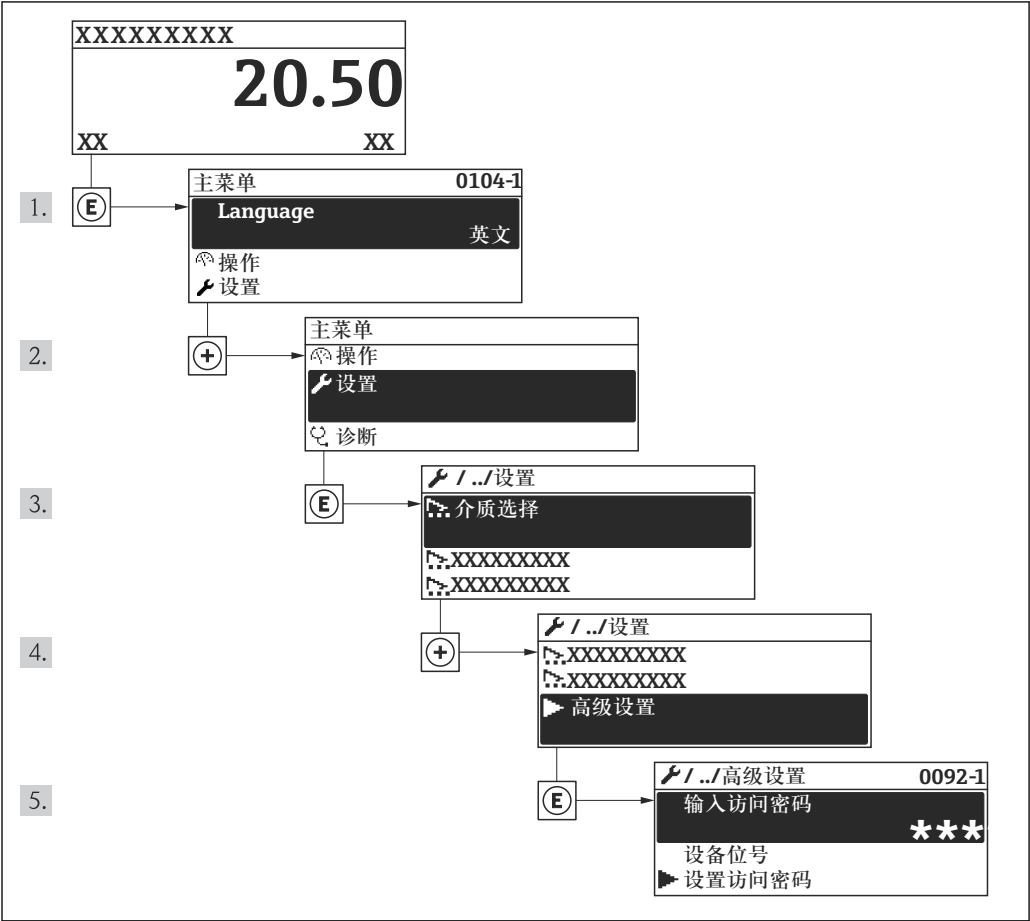 XXXXXXXXX
20.50
XX XX
1.
E
主菜单 0104-1
Language
英文
操作
设置
2.
+
主菜单
操作
设置
诊断
3.
E
/ ../设置
介质选择
XXXXXXXXX
XXXXXXXXX
4.
+
/ ../设置
XXXXXXXXX
XXXXXXXXX
高级设置
5.
E
/ ../高级设置 0092-1
输入访问密码
***
设备位号
设置访问密码